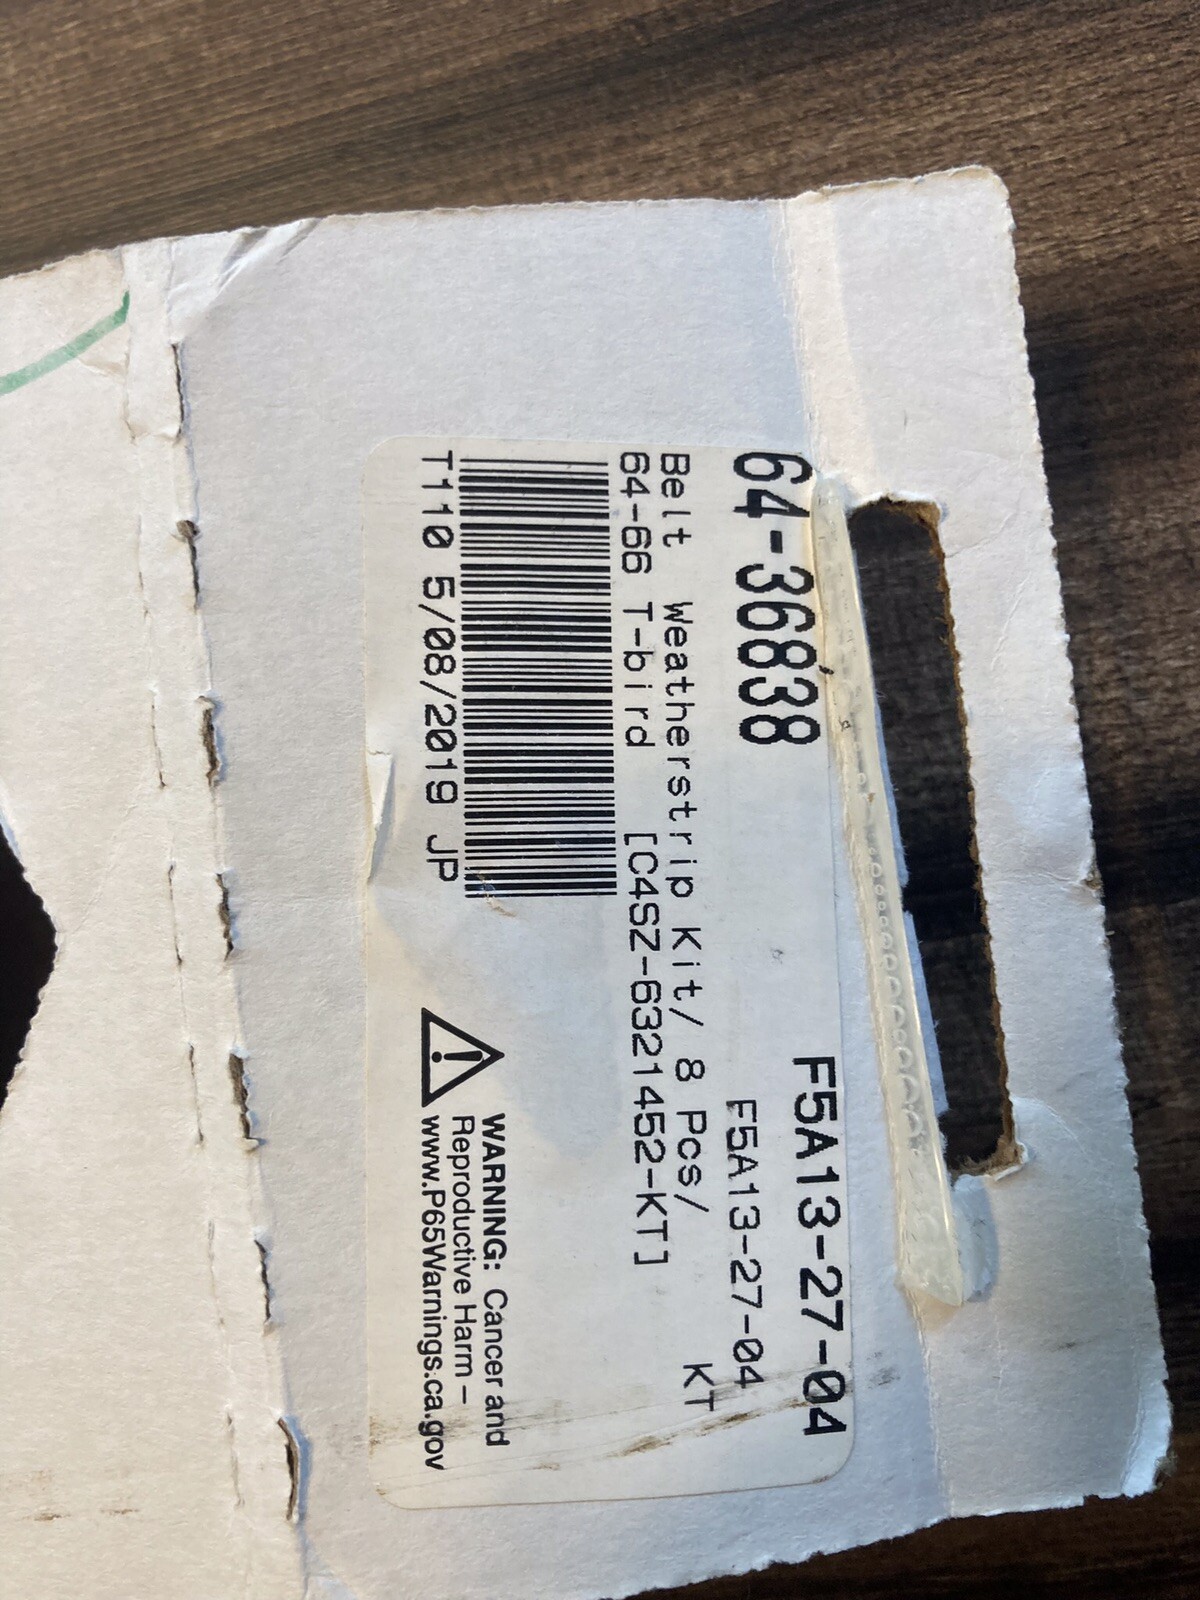 64-36838 F5A13-27-04
F5A13-27-04
Belt Weatherstrip Kit/ 8 Pcs/ KT
64-66 T-bird [C4SZ-6321452-KT]
T110 5/08/2019 JP
WARNING: Cancer and
Reproductive Harm –
www.P65Warnings.ca.gov